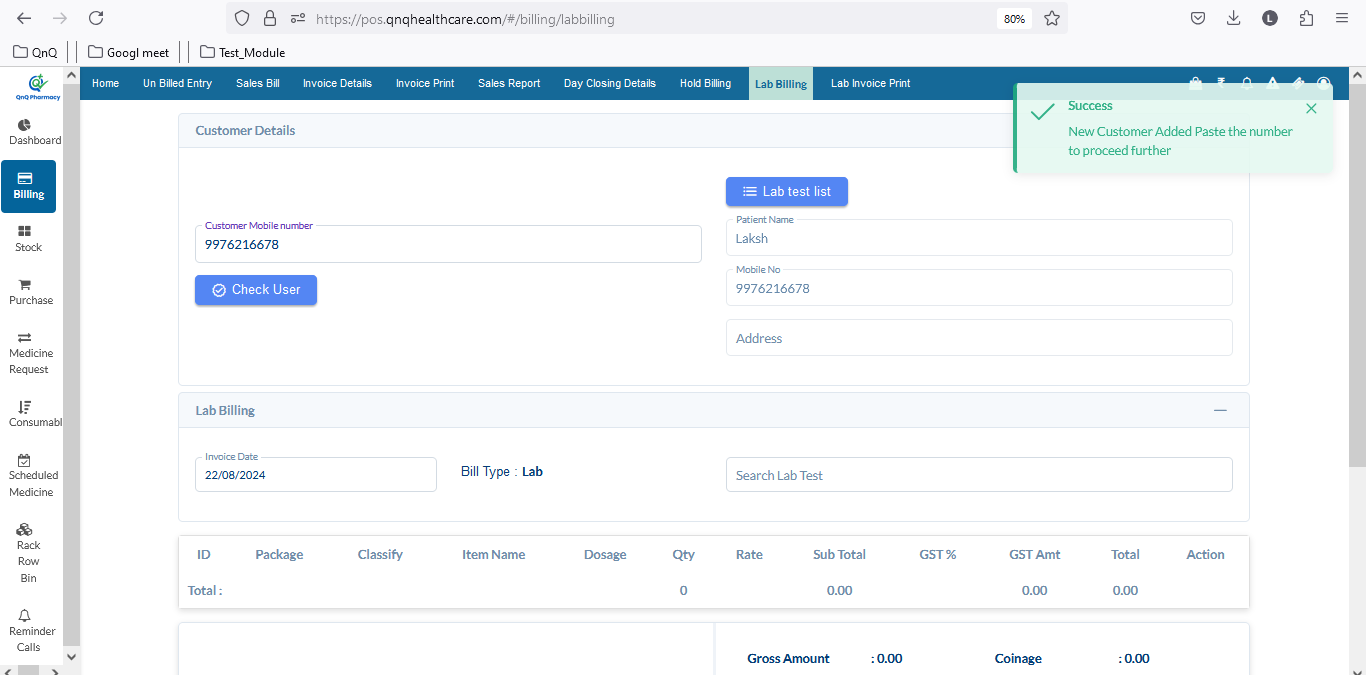 https://pos.qnqhealthcare.com/#/billing/labbilling
80%
L
QnQ
Googl meet
Test_Module
QnQ Pharmacy
Home
Un Billed Entry
Sales Bill
Invoice Details
Invoice Print
Sales Report
Day Closing Details
Hold Billing
Lab Billing
Lab Invoice Print
Success
New Customer Added Paste the number
to proceed further
Dashboard
Billing
Stock
Purchase
Medicine
Request
Consumabl
Scheduled
Medicine
Rack
Row
Bin
Reminder
Calls
Customer Details
Lab test list
Customer Mobile number
9976216678
Check User
Patient Name
Laksh
Mobile No
9976216678
Address
Lab Billing
Invoice Date
22/08/2024
Bill Type : Lab
Search Lab Test
ID Package Classify Item Name Dosage Qty Rate Sub Total GST % GST Amt Total Action
Total : 0 0.00 0.00 0.00
Gross Amount : 0.00 Coinage : 0.00